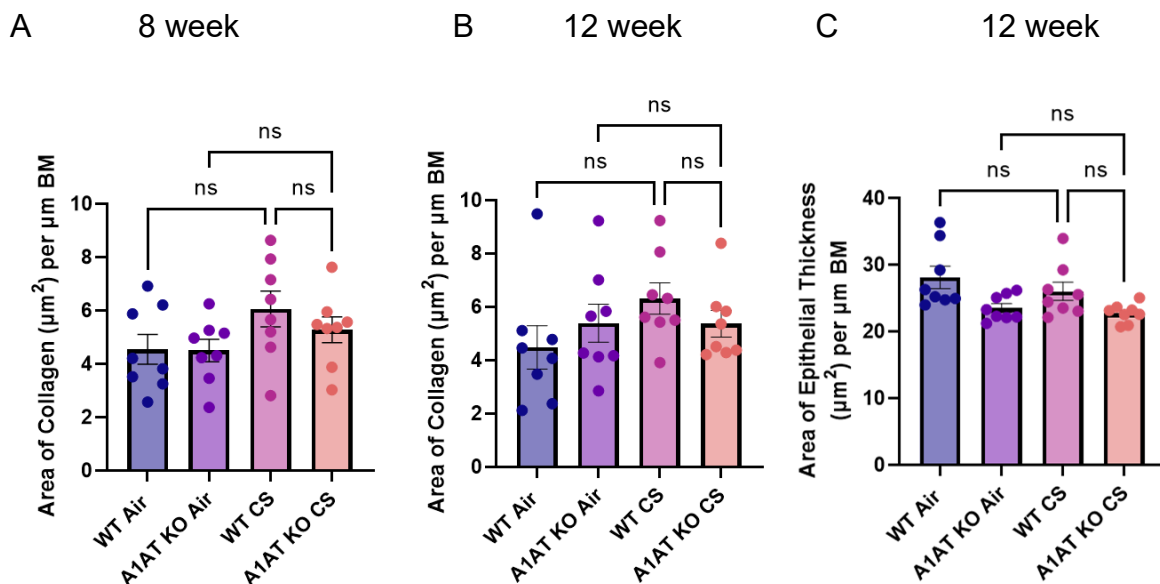 A 8 week
B 12 week
C 12 week
ns
ns
ns
Area of Collagen (µm²) per µm BM
10
8
6
4
2
0
WT Air
A1AT KO Air
WT CS
A1AT KO CS
ns
ns
ns
Area of Collagen (µm²) per µm BM
10
8
6
4
2
0
WT Air
A1AT KO Air
WT CS
A1AT KO CS
ns
ns
ns
Area of Epithelial Thickness
(µm²) per µm BM
40
30
20
10
0
WT Air
A1AT KO Air
WT CS
A1AT KO CS